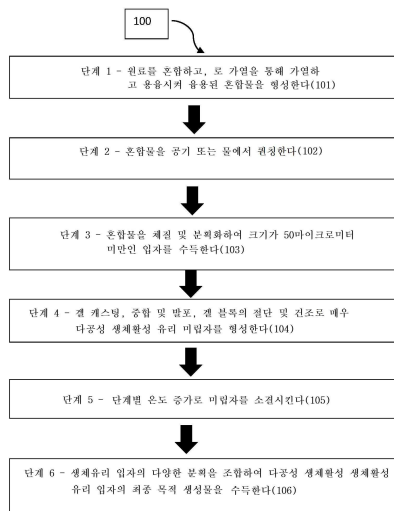 100
단계 1 - 원료를 혼합하고, 로 가열을 통해 가열하
고 용융시켜 용융된 혼합물을 형성한다(101)
단계 2 - 혼합물을 공기 또는 물에서 퀀칭한다(102)
단계 3 - 혼합물을 체질 및 분획화하여 크기가 50마이크로미터
미만인 입자를 수득한다(103)
단계 4 - 겔 캐스팅, 중합 및 발포, 겔 블록의 절단 및 건조로 매우
다공성 생체활성 유리 미립자를 형성한다(104)
단계 5 - 단계별 온도 증가로 미립자를 소결시킨다(105)
단계 6 - 생체유리 입자의 다양한 분획을 조합하여 다공성 생체활성 생체활성
유리 입자의 최종 목적 생성물을 수득한다(106)